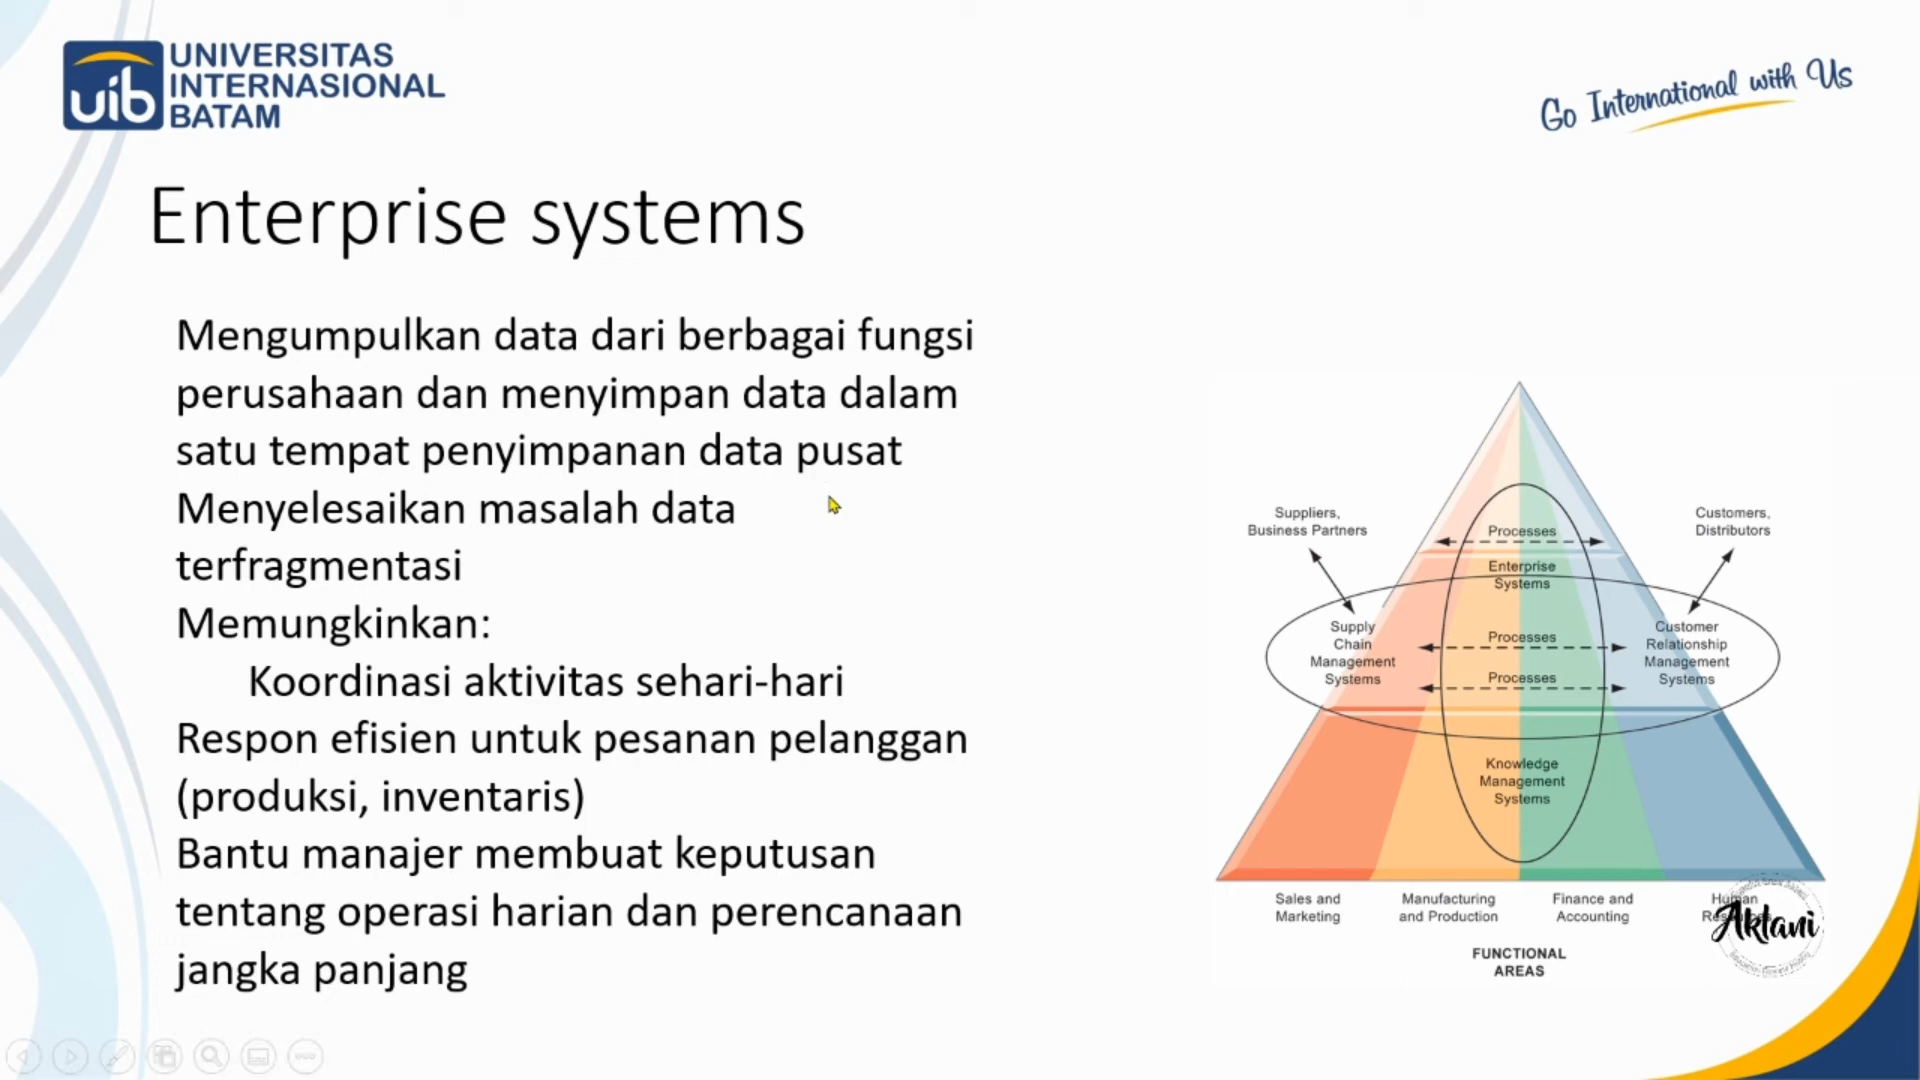 UNIVERSITAS
INTERNASIONAL
BATAM
uib
Go International with Us
Enterprise systems
Mengumpulkan data dari berbagai fungsi
perusahaan dan menyimpan data dalam
satu tempat penyimpanan data pusat
Menyelesaikan masalah data
terfragmentasi
Memungkinkan:
Koordinasi aktivitas sehari-hari
Respon efisien untuk pesanan pelanggan
(produksi, inventaris)
Bantu manajer membuat keputusan
tentang operasi harian dan perencanaan
jangka panjang
Suppliers,
Business Partners
Customers,
Distributors
Processes
Enterprise
Systems
Supply
Chain
Management
Systems
Processes
Processes
Customer
Relationship
Management
Systems
Knowledge
Management
Systems
Sales and
Marketing
Manufacturing
and Production
Finance and
Accounting
Human
Aklani
FUNCTIONAL
AREAS